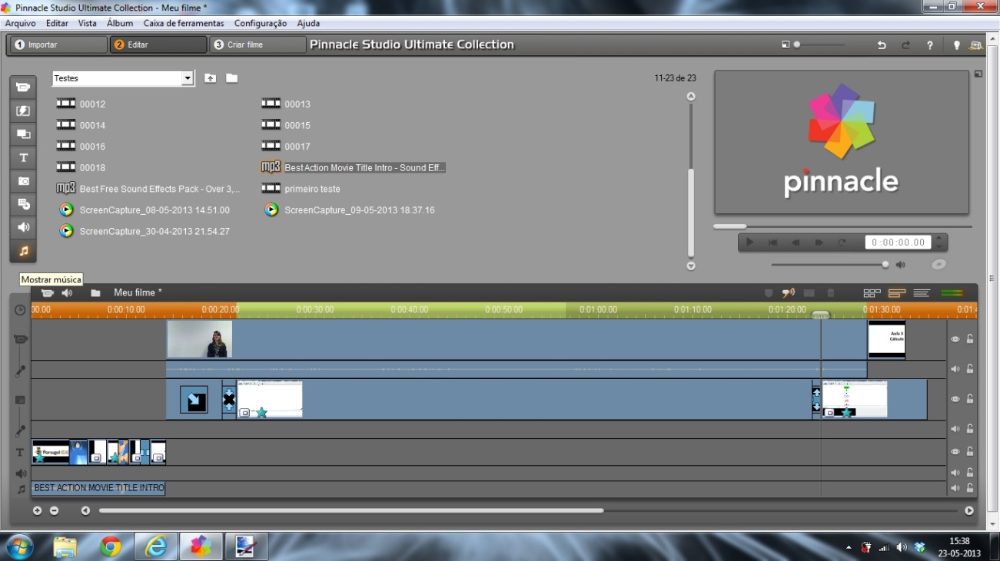 Pinnacle Studio Ultimate Collection - Meu filme *
Arquivo Editar Vista Álbum Caixa de ferramentas Configuração Ajuda
1 Importar 2 Editar 3 Criar filme Pinnacle Studio Ultimate Collection ?
Testes 11-23 de 23
00012 00013
00014 00015
00016 00017
00018 mp3 Best Action Movie Title Intro - Sound Eff...
mp3 Best Free Sound Effects Pack - Over 3,... primeiro teste
ScreenCapture_08-05-2013 14.51.00 ScreenCapture_09-05-2013 18.37.16
ScreenCapture_30-04-2013 21.54.27
T
pinnacle
0:00:00.00
Mostrar música
Meu filme *
00.00 0:00:10.00 0:00:20.00 0:00:30.00 0:00:40.00 0:00:50.00 0:01:00.00 0:01:10.00 0:01:20.00 0:01:30.00 0:01:4
Aula 3
Cálculo
T
Portugol IDE
BEST ACTION MOVIE TITLE INTRO
15:38
23-05-2013